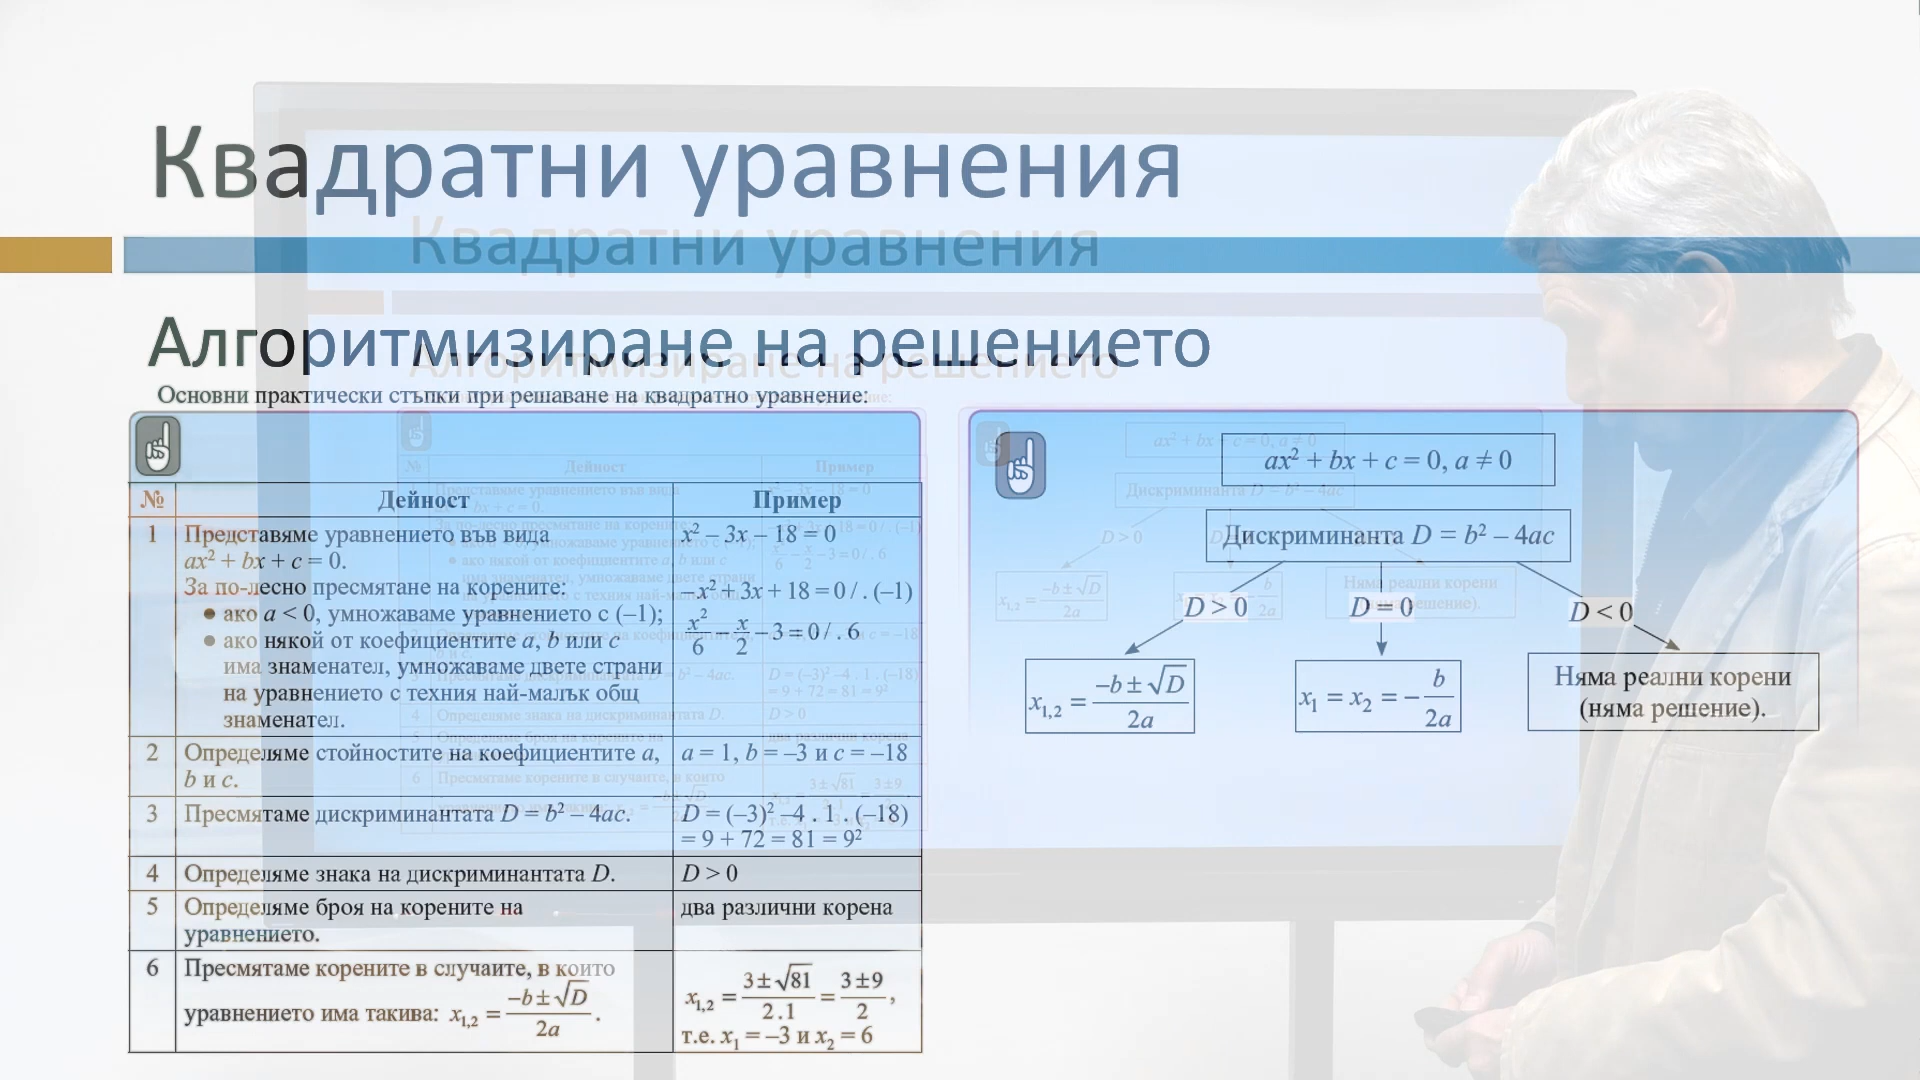 Квадратни уравнения
Алгоритмизиране на решението
Основни практически стъпки при решаване на квадратно уравнение:
№ Дейност Пример
1 Представяме уравнението във вида x² – 3x – 18 = 0
ax² + bx + c = 0.
За по-лесно пресмятане на корените:
● ако a < 0, умножаваме уравнението с (–1); –x² + 3x + 18 = 0 / . (–1)
● ако някой от коефициентите a, b или c x²/6 – x/2 – 3 = 0 / . 6
има знаменател, умножаваме двете страни
на уравнението с техния най-малък общ
знаменател.
2 Определяме стойностите на коефициентите a, a = 1, b = –3 и c = –18
b и c.
3 Пресмятаме дискриминантата D = b² – 4ac. D = (–3)² –4 . 1 . (–18)
= 9 + 72 = 81 = 9²
4 Определяме знака на дискриминантата D. D > 0
5 Определяме броя на корените на два различни корена
уравнението.
6 Пресмятаме корените в случаите, в които
уравнението има такива: x₁,₂ = (–b ± √D)/2a . x₁,₂ = (3 ± √81)/2.1 = (3 ± 9)/2 ,
т.е. x₁ = –3 и x₂ = 6
ax² + bx + c = 0, a ≠ 0
Дискриминанта D = b² – 4ac
D > 0 D = 0 D < 0
x₁,₂ = (–b ± √D)/2a x₁ = x₂ = – b/2a Няма реални корени
(няма решение).